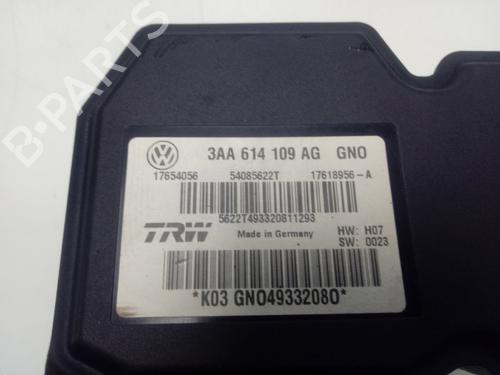 B-PARTS
3AA 614 109 AG GNO
17654056 54085622T 17618956-A
5622T493320811293
TRW Made in Germany HW: H07
SW: 0023
*K03 GNO49332080*